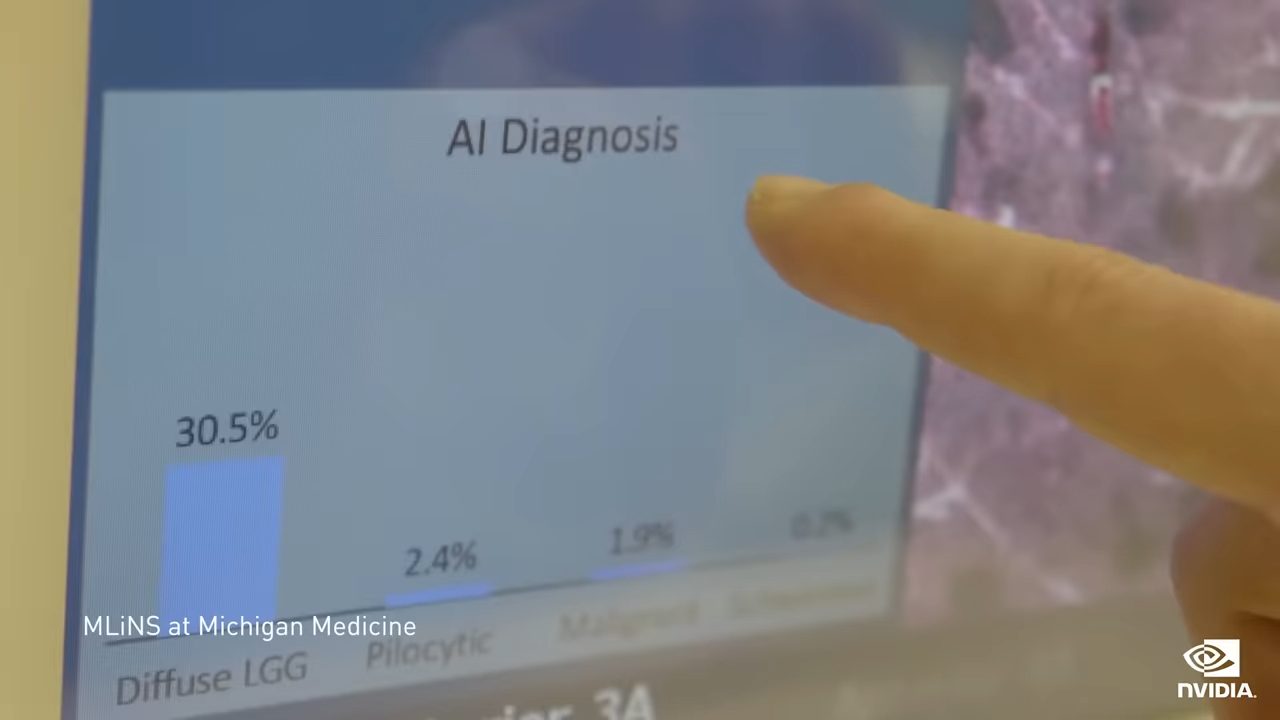 AI Diagnosis
30.5%
2.4%
1.9%
0.2%
MLiNS at Michigan Medicine
Diffuse LGG
Pilocytic
Malignant
3A
NVIDIA.